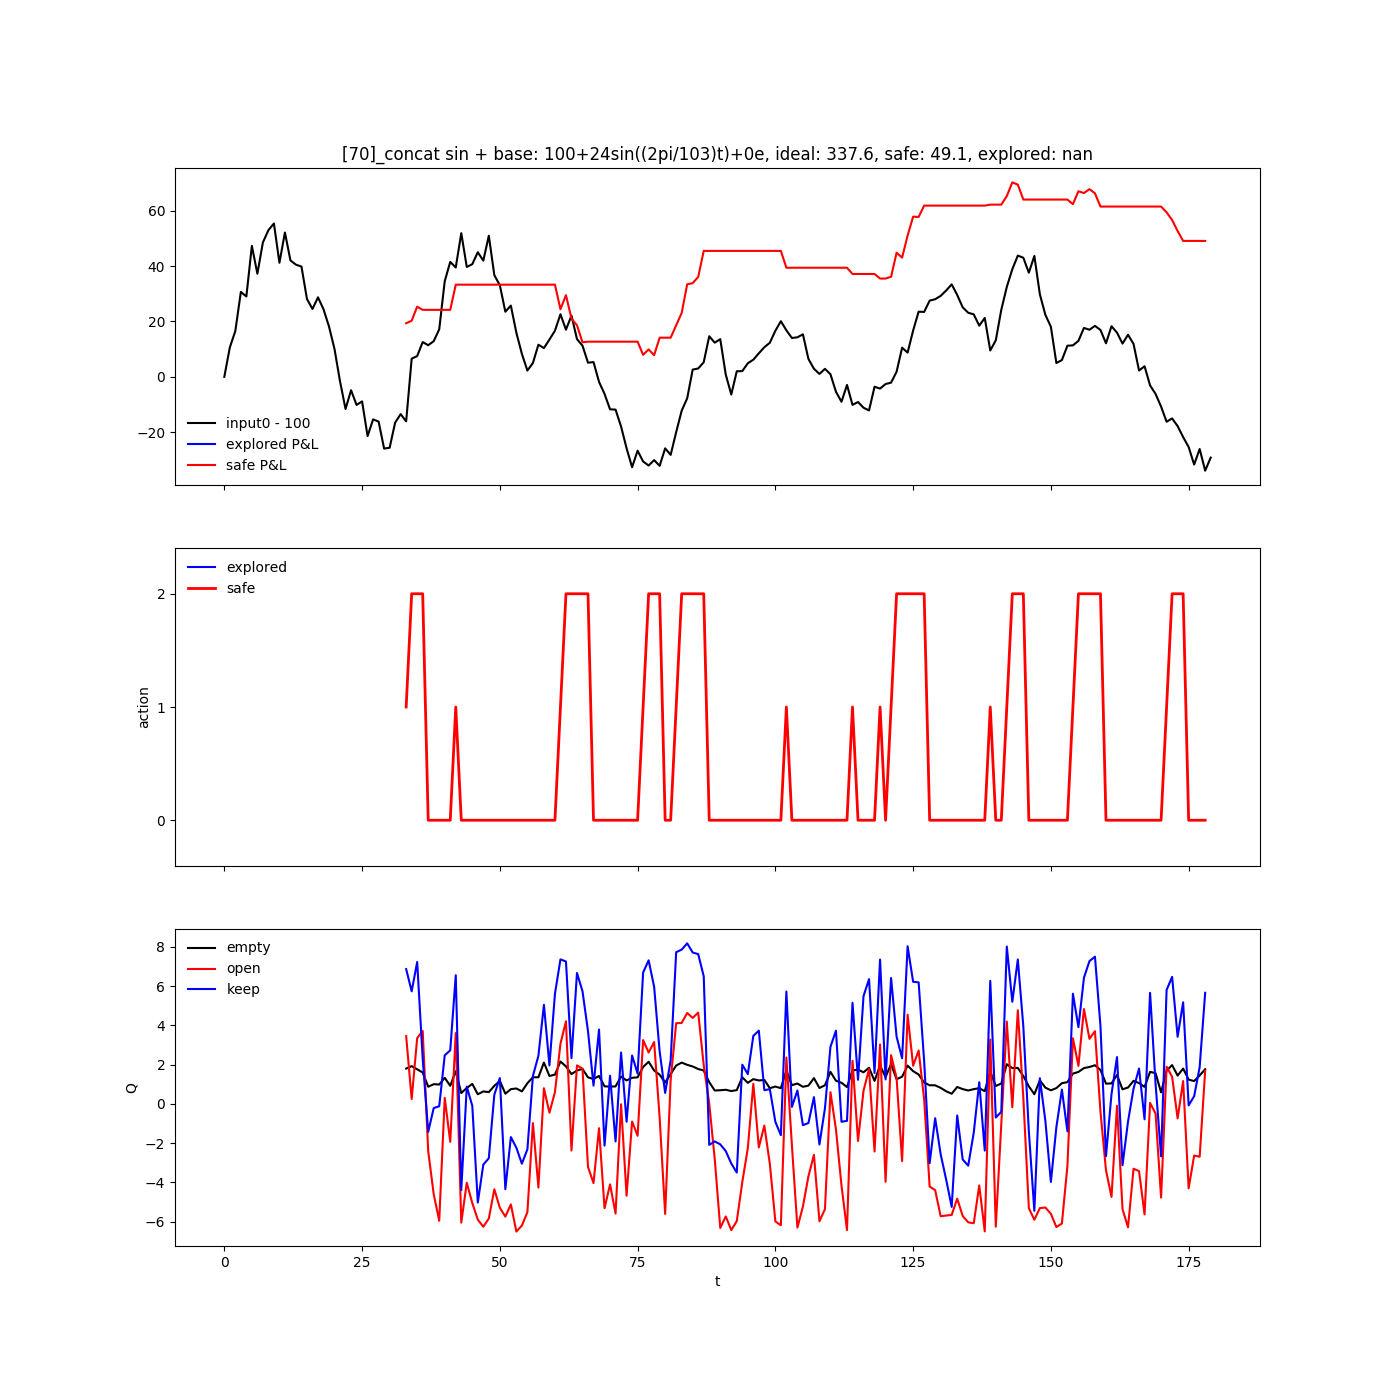 [70]_concat sin + base: 100+24sin((2pi/103)t)+0e, ideal: 337.6, safe: 49.1, explored: nan
60
40
20
0
−20
input0 - 100
explored P&L
safe P&L
explored
safe
2
1
0
action
empty
open
keep
8
6
4
2
0
−2
−4
−6
Q
0
25
50
75
100
125
150
175
t